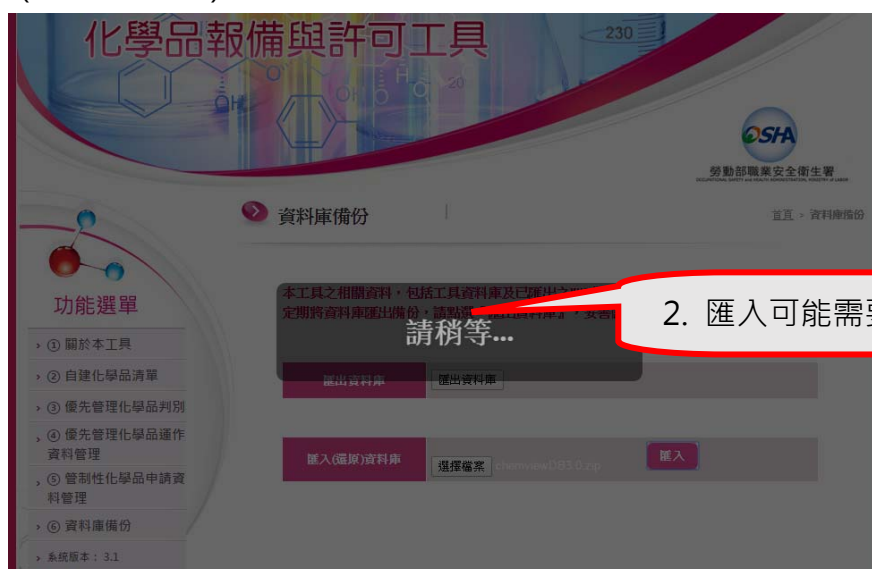 化學品報備與許可工具
230
20
OH
OH
O
H
O
OSHA
勞動部職業安全衛生署
資料庫備份
首頁 > 資料庫備份
功能選單
本工具之相關資料,包括工具資料庫及已匯出之
定期將資料庫匯出備份,請點選
請稍等...
2. 匯入可能需
› ① 關於本工具
› ② 自建化學品清單
› ③ 優先管理化學品判別
› ④ 優先管理化學品運作
資料管理
› ⑤ 管制性化學品申請資
料管理
› ⑥ 資料庫備份
› 系統版本: 3.1
匯出資料庫
匯出資料庫
匯入(還原)資料庫
選擇檔案
匯入